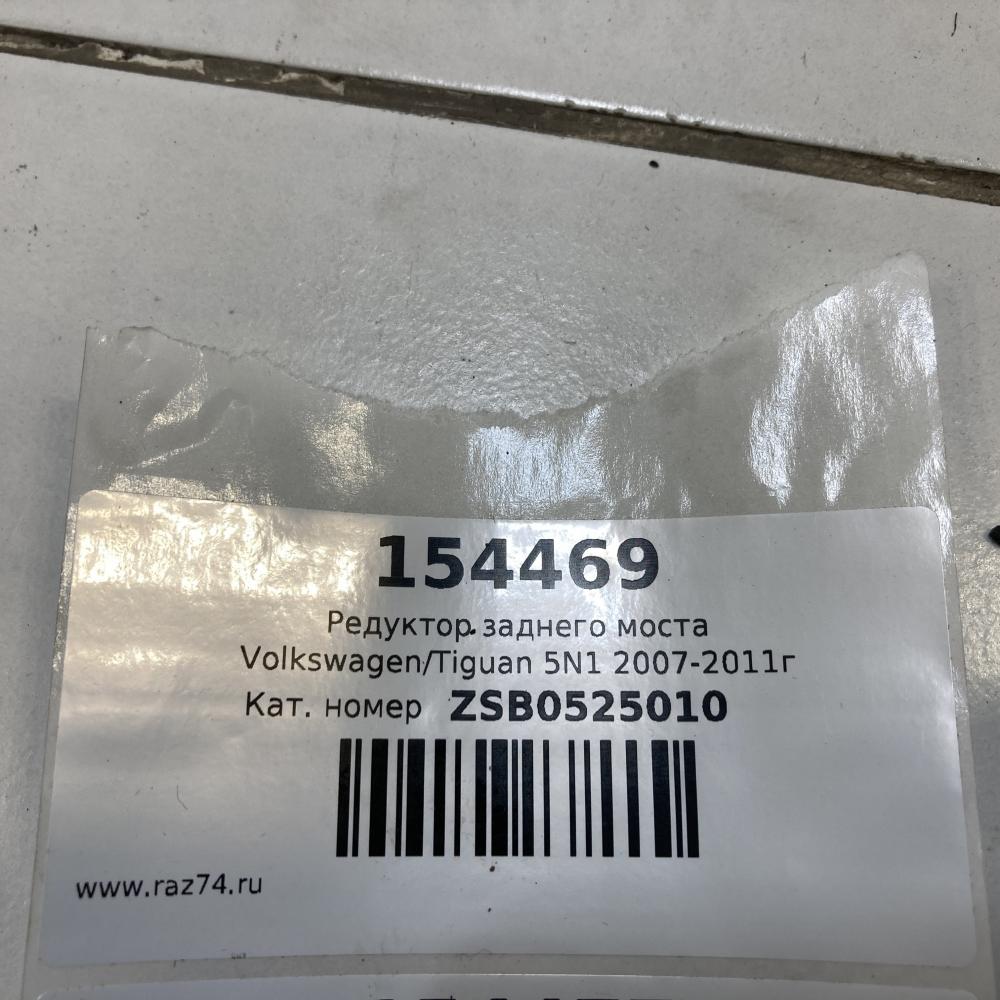 154469
Редуктор заднего моста
Volkswagen/Tiguan 5N1 2007-2011г
Кат. номер ZSB0525010
www.raz74.ru